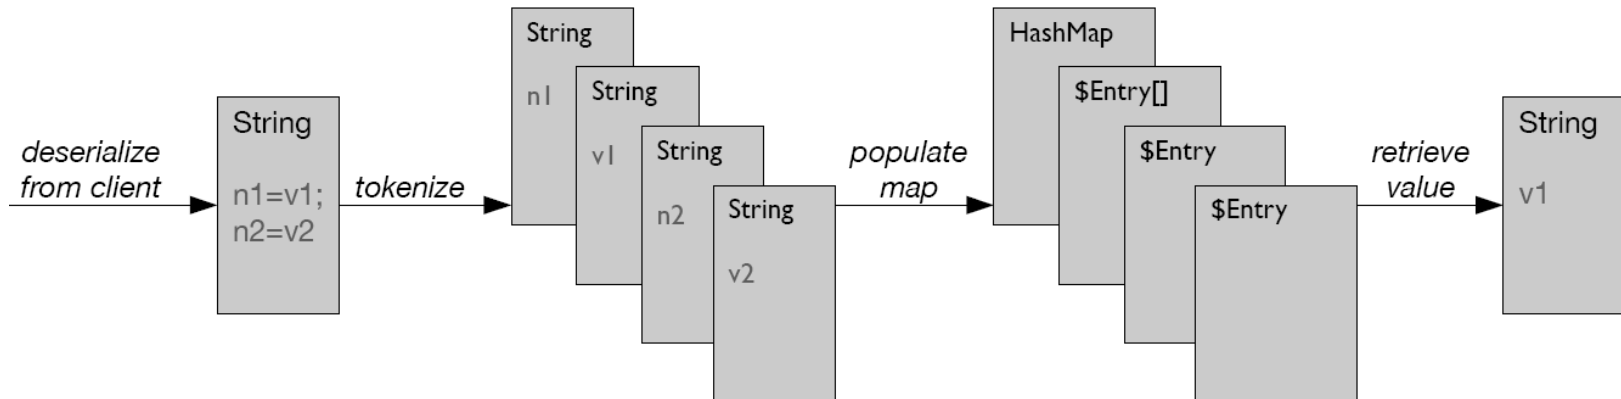 deserialize
from client
String
n1=v1;
n2=v2
tokenize
String
n1
String
v1
String
n2
String
v2
populate
map
HashMap
$Entry[]
$Entry
$Entry
retrieve
value
String
v1